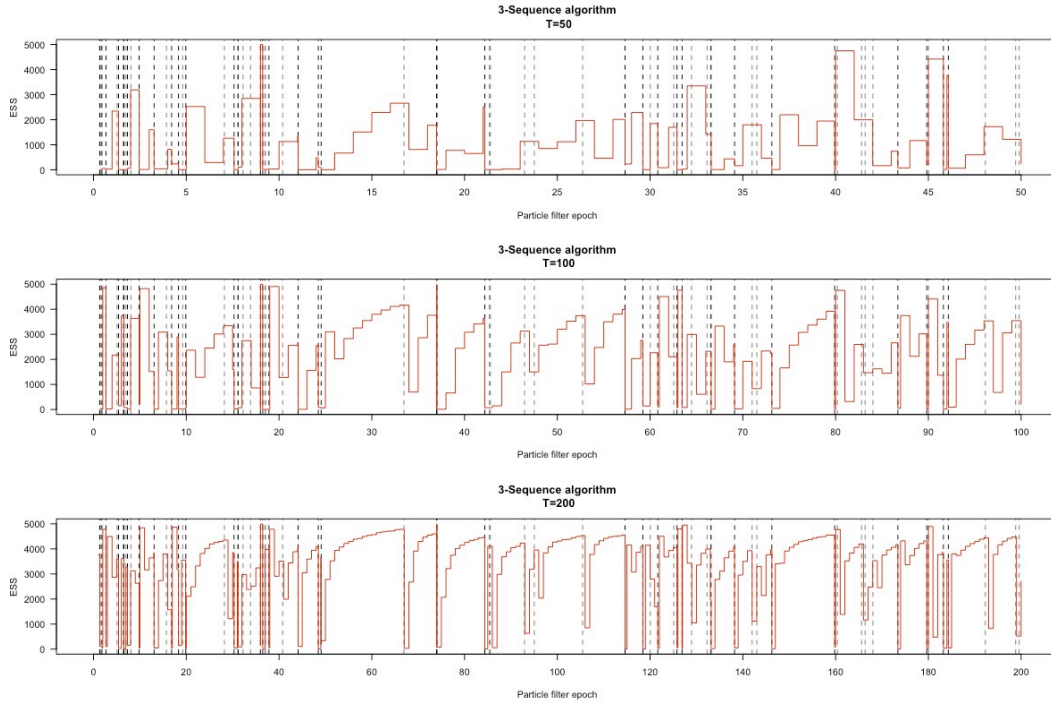 3-Sequence algorithm
T=50
5000
4000
3000
2000
1000
0
ESS
0 5 10 15 20 25 30 35 40 45 50
Particle filter epoch
3-Sequence algorithm
T=100
5000
4000
3000
2000
1000
0
ESS
0 10 20 30 40 50 60 70 80 90 100
Particle filter epoch
3-Sequence algorithm
T=200
5000
4000
3000
2000
1000
0
ESS
0 20 40 60 80 100 120 140 160 180 200
Particle filter epoch